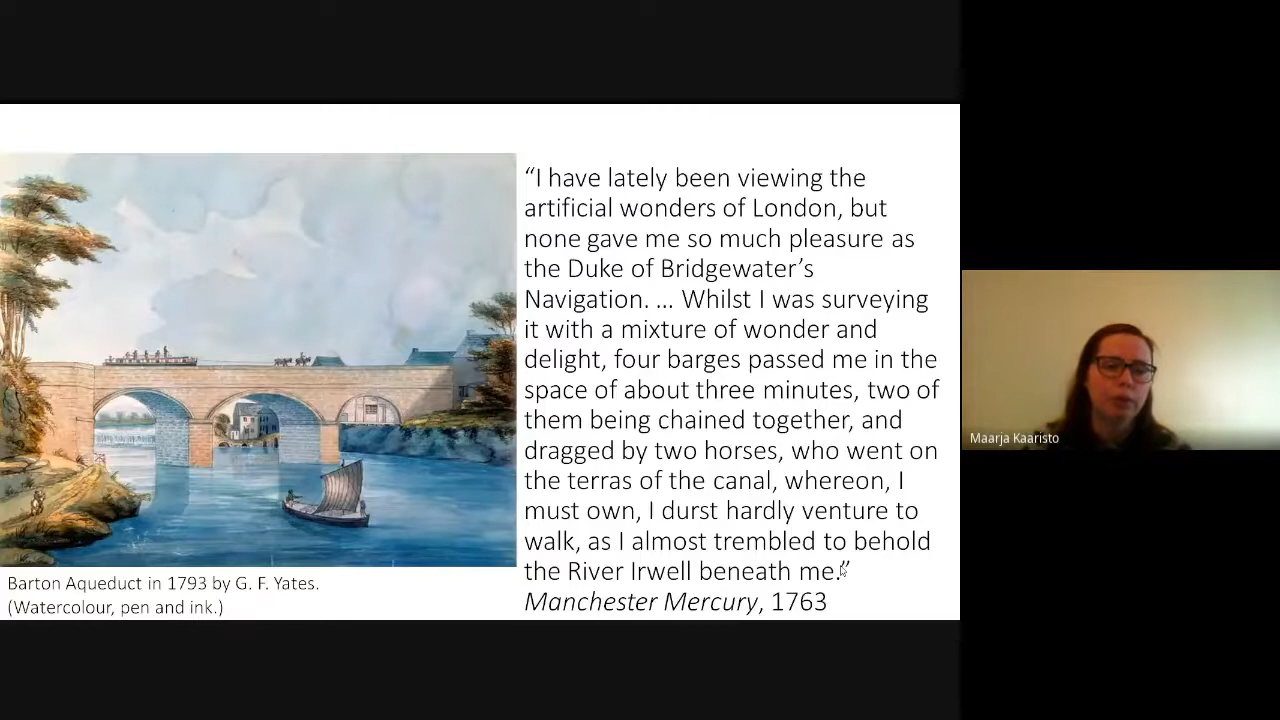 “I have lately been viewing the
artificial wonders of London, but
none gave me so much pleasure as
the Duke of Bridgewater’s
Navigation. ... Whilst I was surveying
it with a mixture of wonder and
delight, four barges passed me in the
space of about three minutes, two of
them being chained together, and
dragged by two horses, who went on
the terras of the canal, whereon, I
must own, I durst hardly venture to
walk, as I almost trembled to behold
the River Irwell beneath me.”
Manchester Mercury, 1763
Barton Aqueduct in 1793 by G. F. Yates.
(Watercolour, pen and ink.)
Maarja Kaaristo